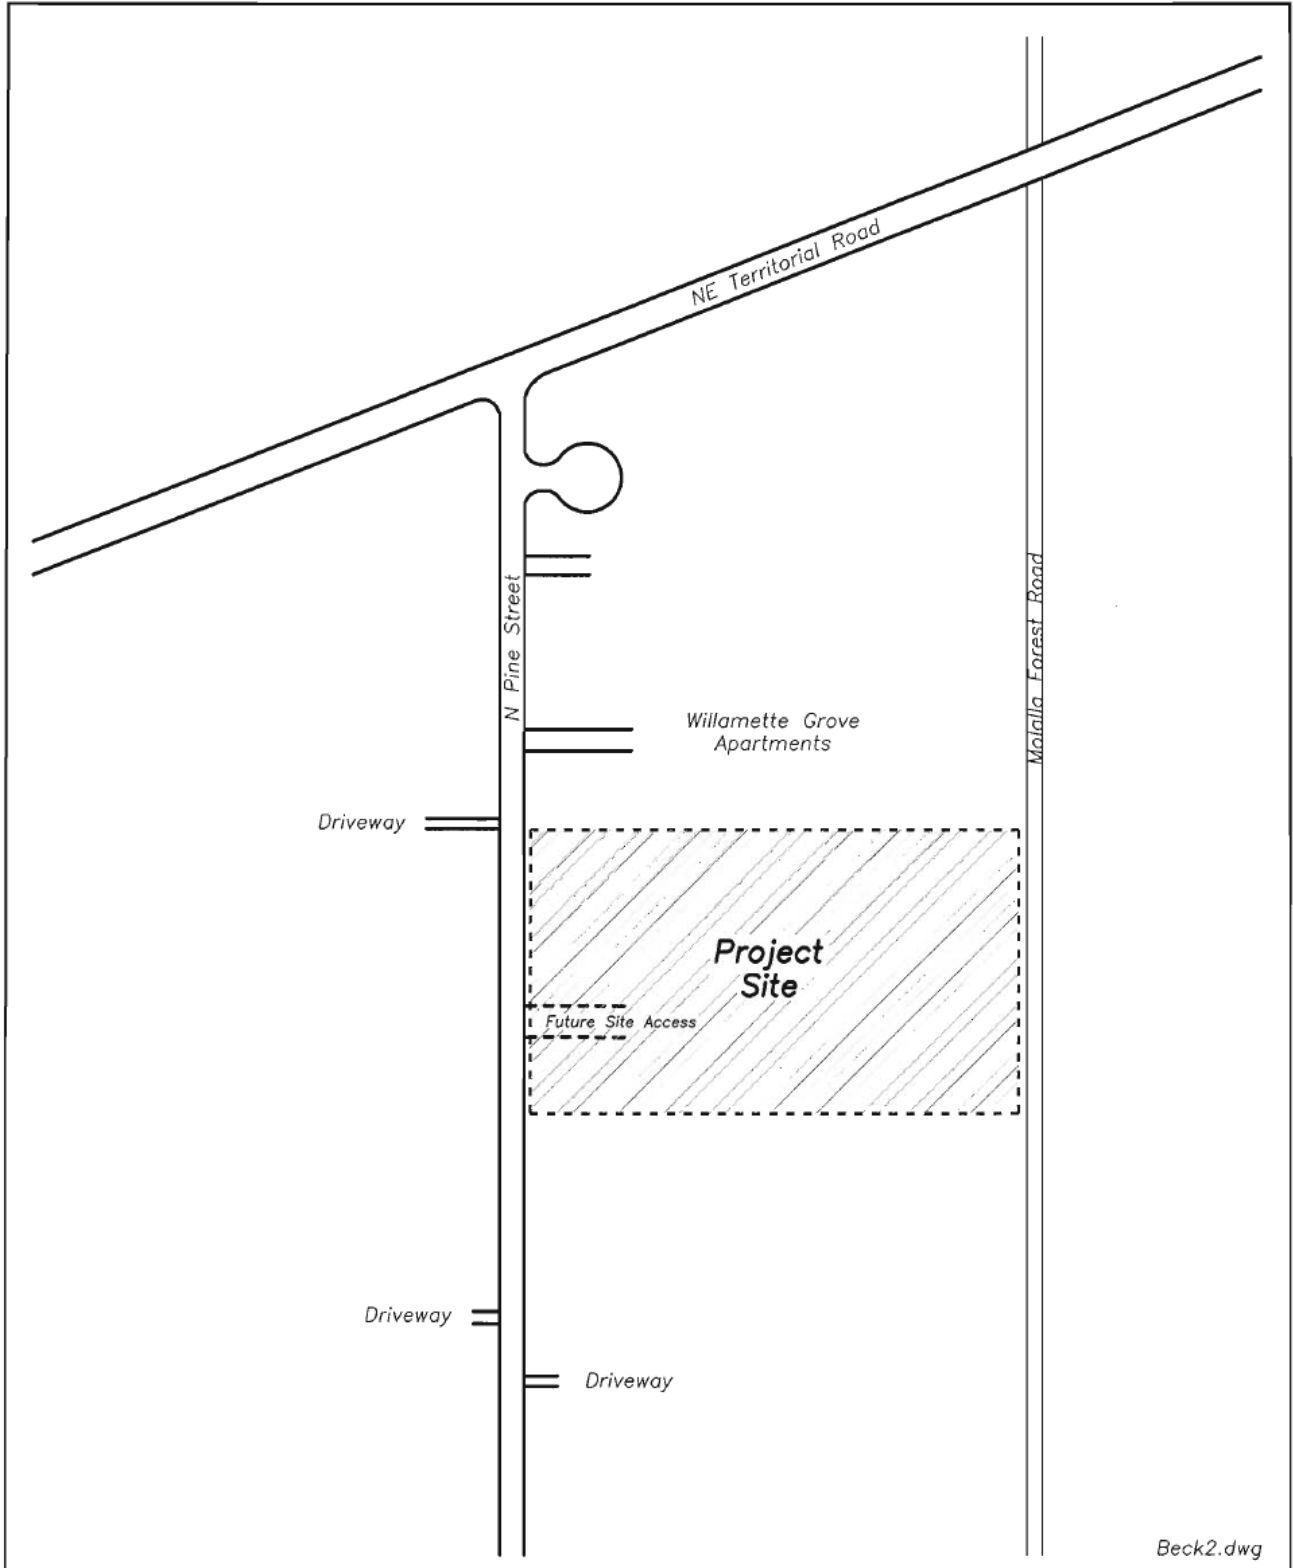 NE Territorial Road
N Pine Street
Molalla Forest Road
Willamette Grove
Apartments
Driveway
Project
Site
Future Site Access
Driveway
Driveway
Beck2.dwg